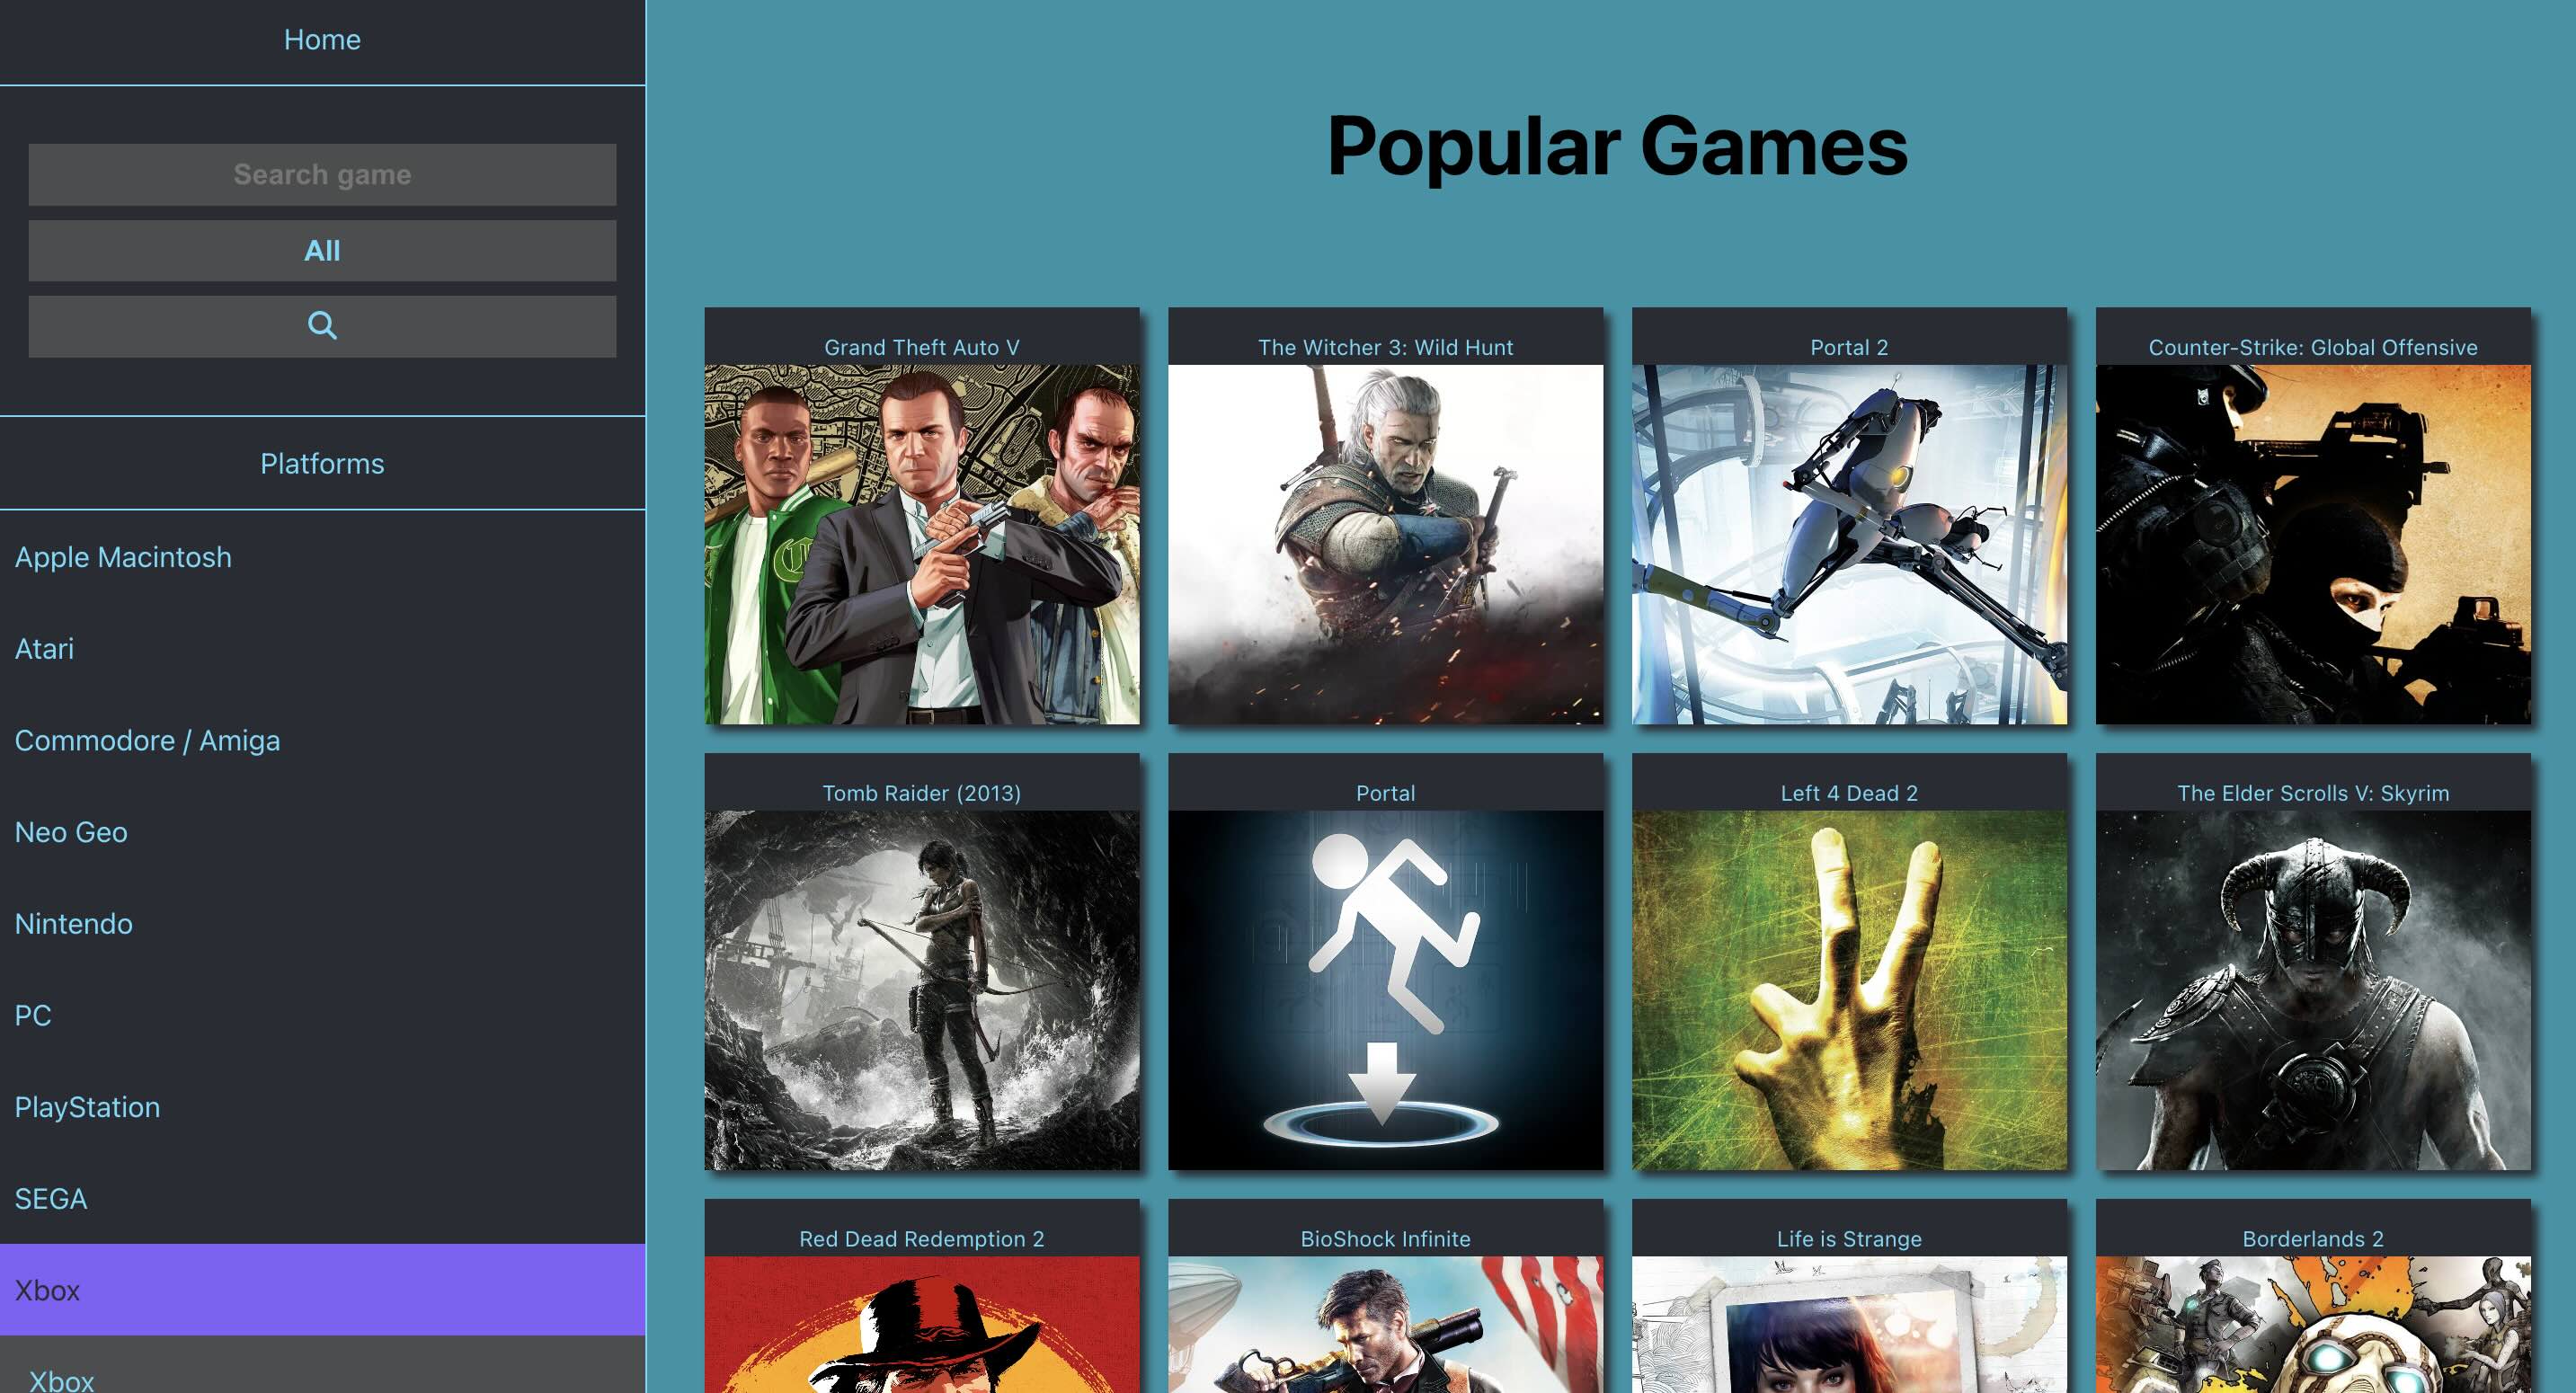 Home
Search game
All
Platforms
Apple Macintosh
Atari
Commodore / Amiga
Neo Geo
Nintendo
PC
PlayStation
SEGA
Xbox
Xbox
Popular Games
Grand Theft Auto V
The Witcher 3: Wild Hunt
Portal 2
Counter-Strike: Global Offensive
Tomb Raider (2013)
Portal
Left 4 Dead 2
The Elder Scrolls V: Skyrim
Red Dead Redemption 2
BioShock Infinite
Life is Strange
Borderlands 2